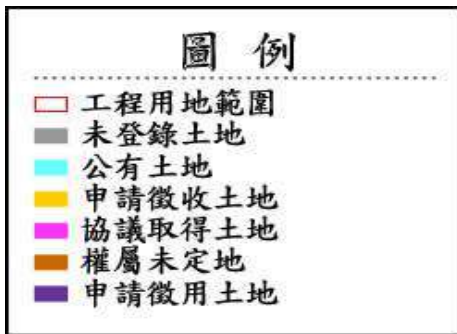 圖 例
工程用地範圍
未登錄土地
公有土地
申請徵收土地
協議取得土地
權屬未定地
申請徵用土地